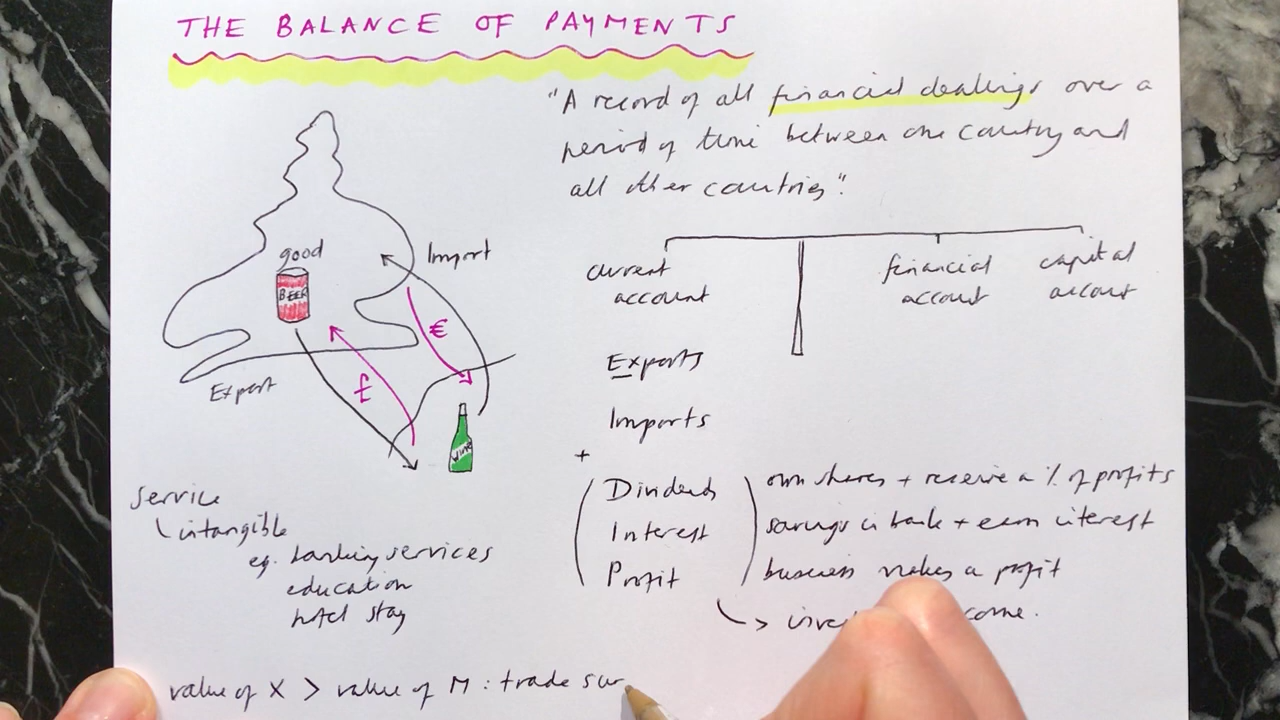 THE BALANCE OF PAYMENTS
"A record of all financial dealings over a
period of time between one country and
all other countries".
good
BEER
Import
€
£
Export
WINE
service
intangible
eg. banking services
education
hotel stay
current
account
financial
account
capital
account
Exports
Imports
+
Dividends
Interest
Profit
own shares + receive a % of profits
savings in bank + earn interest
business makes a profit
value of X > value of M : trade sur